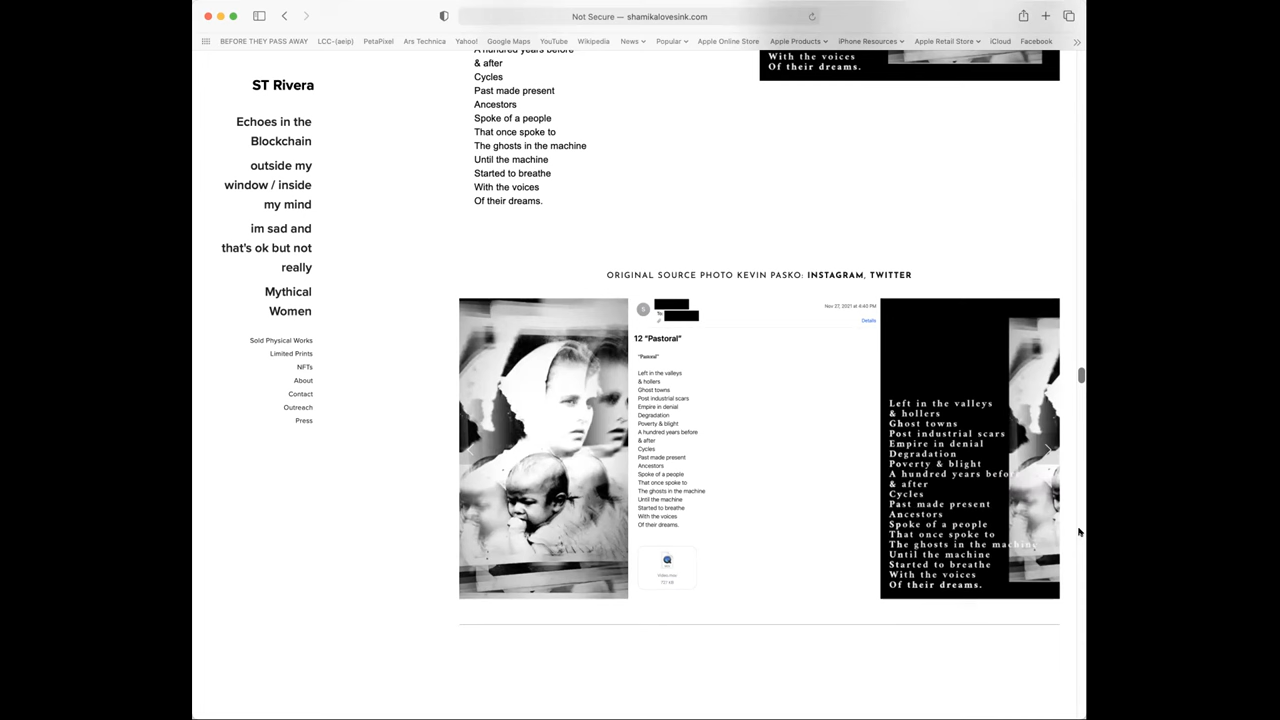 Not Secure — shamikalovesink.com
BEFORE THEY PASS AWAY LCC-(aeip) PetaPixel Ars Technica Yahoo! Google Maps YouTube Wikipedia News Popular Apple Online Store Apple Products iPhone Resources Apple Retail Store iCloud Facebook
ST Rivera
Echoes in the
Blockchain
outside my
window / inside
my mind
im sad and
that's ok but not
really
Mythical
Women
Sold Physical Works
Limited Prints
NFTs
About
Contact
Outreach
Press
A hundred years before
& after
Cycles
Past made present
Ancestors
Spoke of a people
That once spoke to
The ghosts in the machine
Until the machine
Started to breathe
With the voices
Of their dreams.
With the voices
Of their dreams.
ORIGINAL SOURCE PHOTO KEVIN PASKO: INSTAGRAM, TWITTER
S
To
Nov 27, 2021 at 4:40 PM
Details
12 "Pastoral"
"Pastoral"
Left in the valleys
& hollers
Ghost towns
Post industrial scars
Empire in denial
Degradation
Poverty & blight
A hundred years before
& after
Cycles
Past made present
Ancestors
Spoke of a people
That once spoke to
The ghosts in the machine
Until the machine
Started to breathe
With the voices
Of their dreams.
Video.mov
Left in the valleys
& hollers
Ghost towns
Post industrial scars
Empire in denial
Degradation
Poverty & blight
A hundred years before
& after
Cycles
Past made present
Ancestors
Spoke of a people
That once spoke to
The ghosts in the machine
Until the machine
Started to breathe
With the voices
Of their dreams.